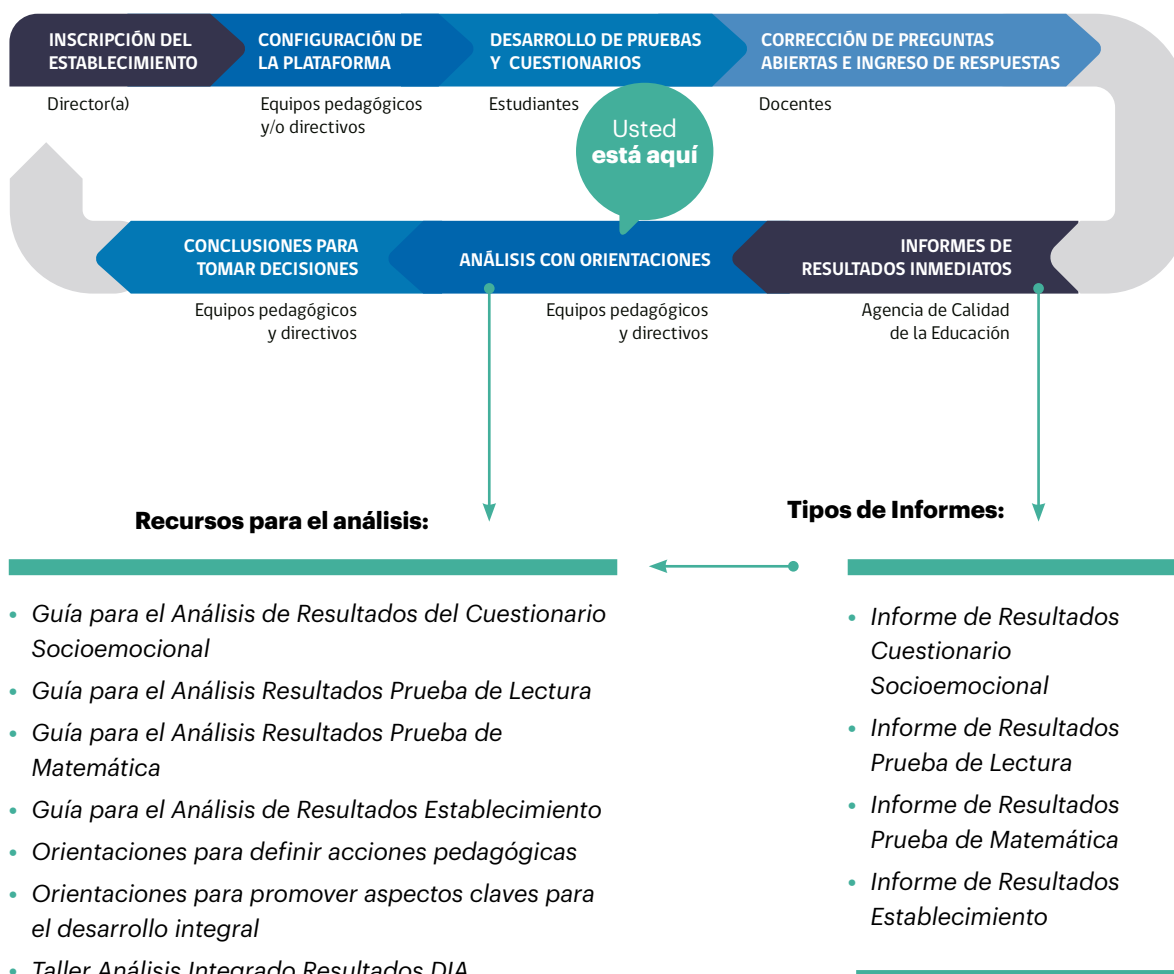 INSCRIPCIÓN DEL
ESTABLECIMIENTO
Director(a)
CONFIGURACIÓN DE
LA PLATAFORMA
Equipos pedagógicos
y/o directivos
DESARROLLO DE PRUEBAS
Y CUESTIONARIOS
Estudiantes
CORRECCIÓN DE PREGUNTAS
ABIERTAS E INGRESO DE RESPUESTAS
Docentes
Usted
está aquí
CONCLUSIONES PARA
TOMAR DECISIONES
Equipos pedagógicos
y directivos
ANÁLISIS CON ORIENTACIONES
Equipos pedagógicos
y directivos
INFORMES DE
RESULTADOS INMEDIATOS
Agencia de Calidad
de la Educación
Recursos para el análisis:
• Guía para el Análisis de Resultados del Cuestionario
Socioemocional
• Guía para el Análisis Resultados Prueba de Lectura
• Guía para el Análisis Resultados Prueba de
Matemática
• Guía para el Análisis de Resultados Establecimiento
• Orientaciones para definir acciones pedagógicas
• Orientaciones para promover aspectos claves para
el desarrollo integral
• Taller Análisis Integrado Resultados DIA
Tipos de Informes:
• Informe de Resultados
Cuestionario
Socioemocional
• Informe de Resultados
Prueba de Lectura
• Informe de Resultados
Prueba de Matemática
• Informe de Resultados
Establecimiento